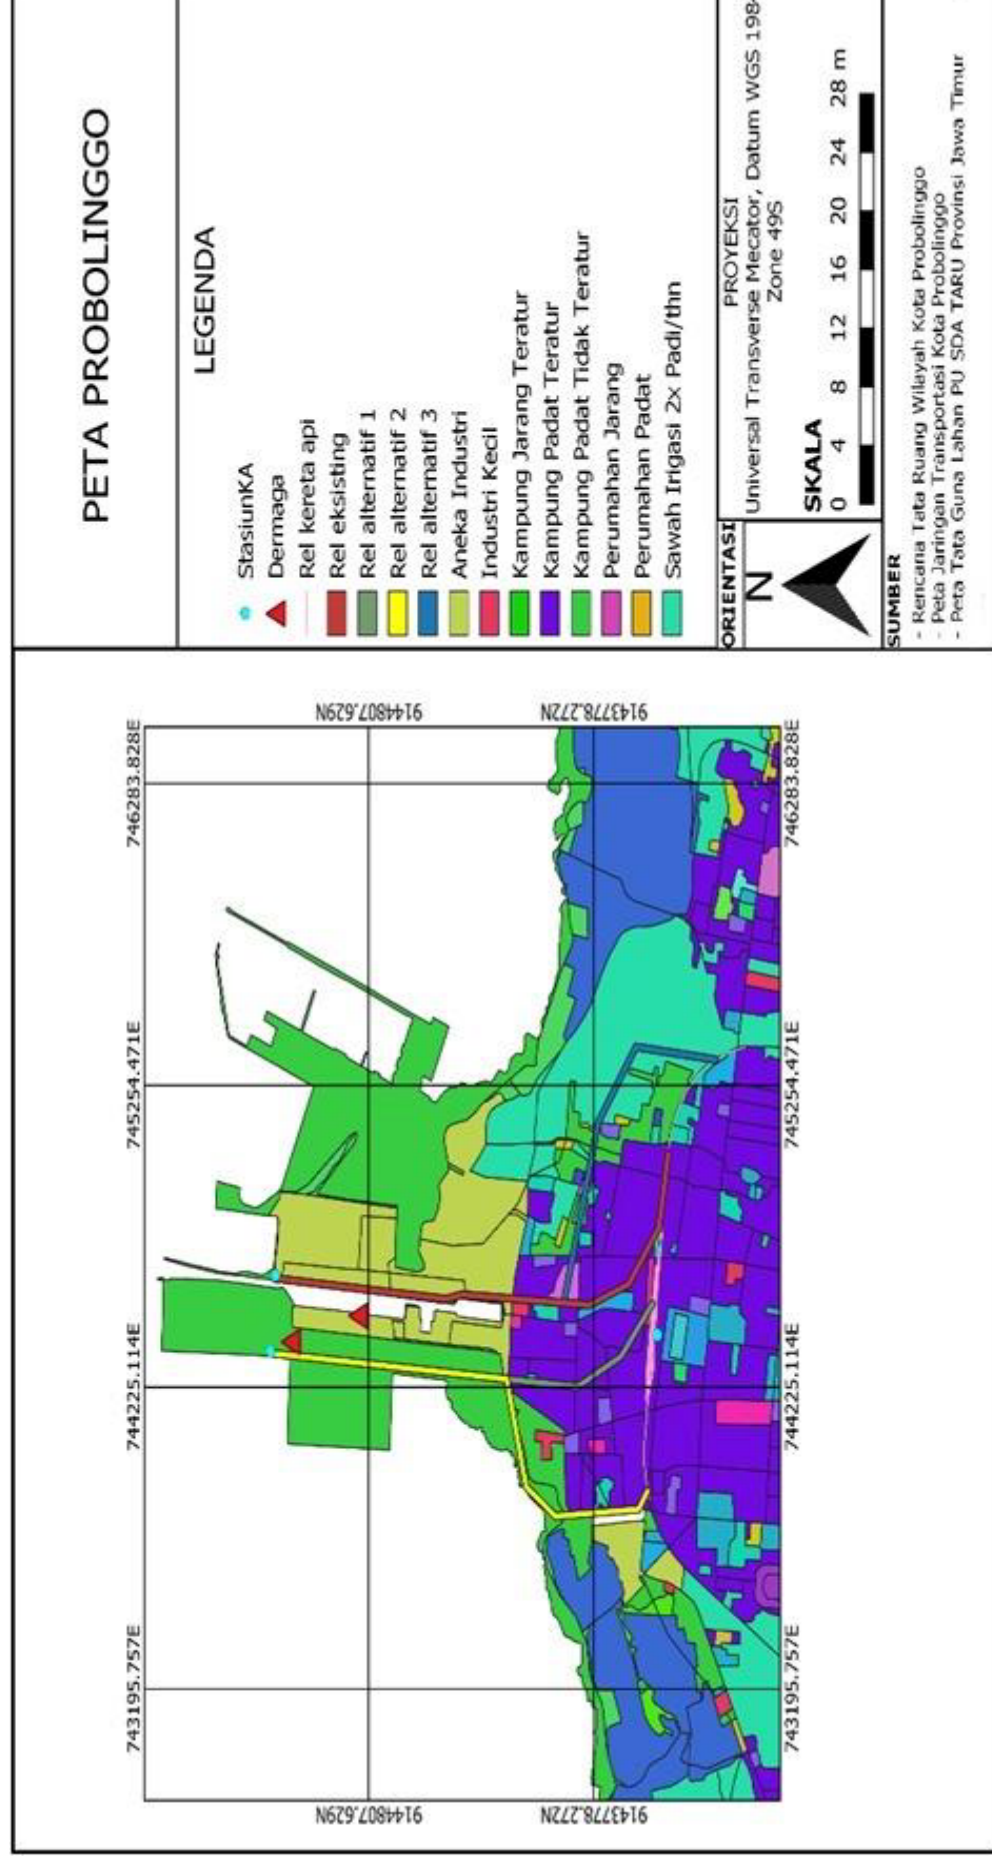 PETA PROBOLINGGO
LEGENDA
StasiunKA
Dermaga
Rel kereta api
Rel eksisting
Rel alternatif 1
Rel alternatif 2
Rel alternatif 3
Aneka Industri
Industri Kecil
Kampung Jarang Teratur
Kampung Padat Teratur
Kampung Padat Tidak Teratur
Perumahan Jarang
Perumahan Padat
Sawah Irigasi 2x Padi/thn
ORIENTASI
N
PROYEKSI
Universal Transverse Mecator, Datum WGS 198
Zone 49S
SKALA
0 4 8 12 16 20 24 28 m
SUMBER
- Rencana Tata Ruang Wilayah Kota Probolinggo
- Peta Jaringan Transportasi Kota Probolinggo
- Peta Tata Guna Lahan PU SDA TARU Provinsi Jawa Timur
743195.757E 744225.114E 745254.471E 746283.828E
9144807.629N 9144807.629N
9143778.272N 9143778.272N
743195.757E 744225.114E 745254.471E 746283.828E